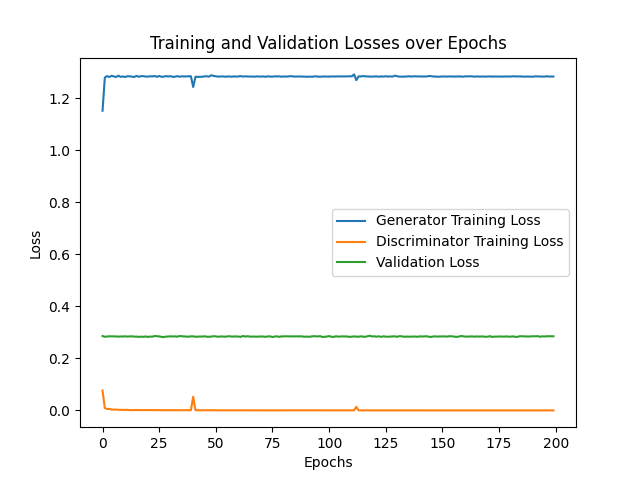 Training and Validation Losses over Epochs
Loss
1.2
1.0
0.8
0.6
0.4
0.2
0.0
Generator Training Loss
Discriminator Training Loss
Validation Loss
0 25 50 75 100 125 150 175 200
Epochs